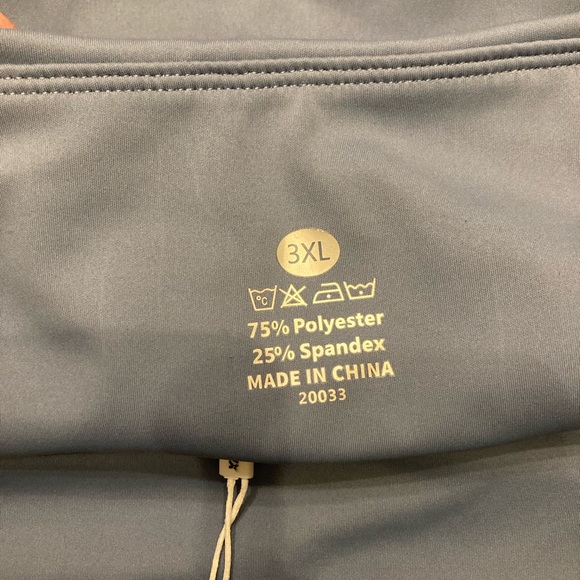 3XL
°C
75% Polyester
25% Spandex
MADE IN CHINA
20033